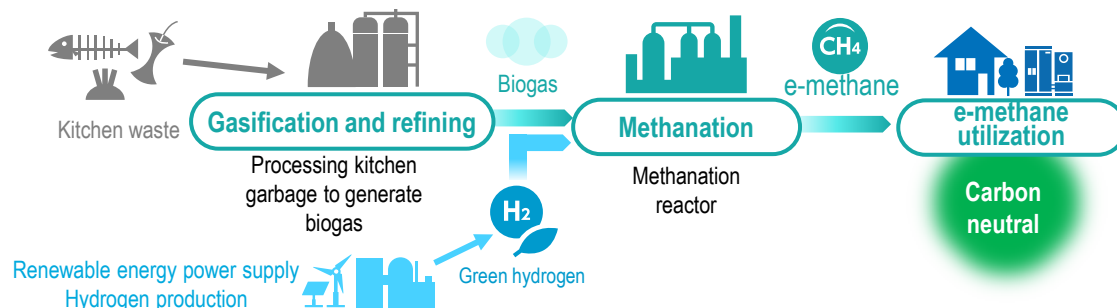 Kitchen waste
Gasification and refining
Processing kitchen
garbage to generate
biogas
Biogas
H2
Green hydrogen
Renewable energy power supply
Hydrogen production
Methanation
Methanation
reactor
CH4
e-methane
e-methane
utilization
Carbon
neutral